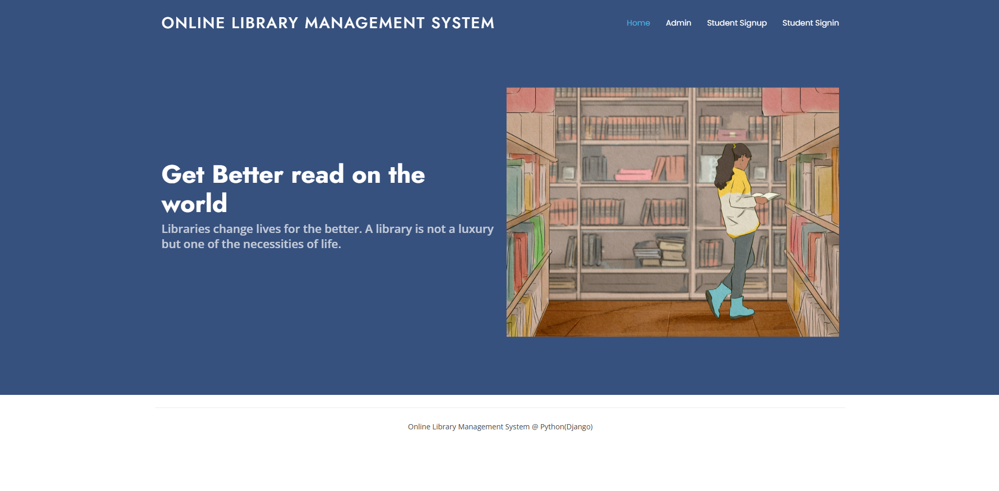 ONLINE LIBRARY MANAGEMENT SYSTEM
Home Admin Student Signup Student Signin
Get Better read on the
world
Libraries change lives for the better. A library is not a luxury
but one of the necessities of life.
Online Library Management System @ Python(Django)